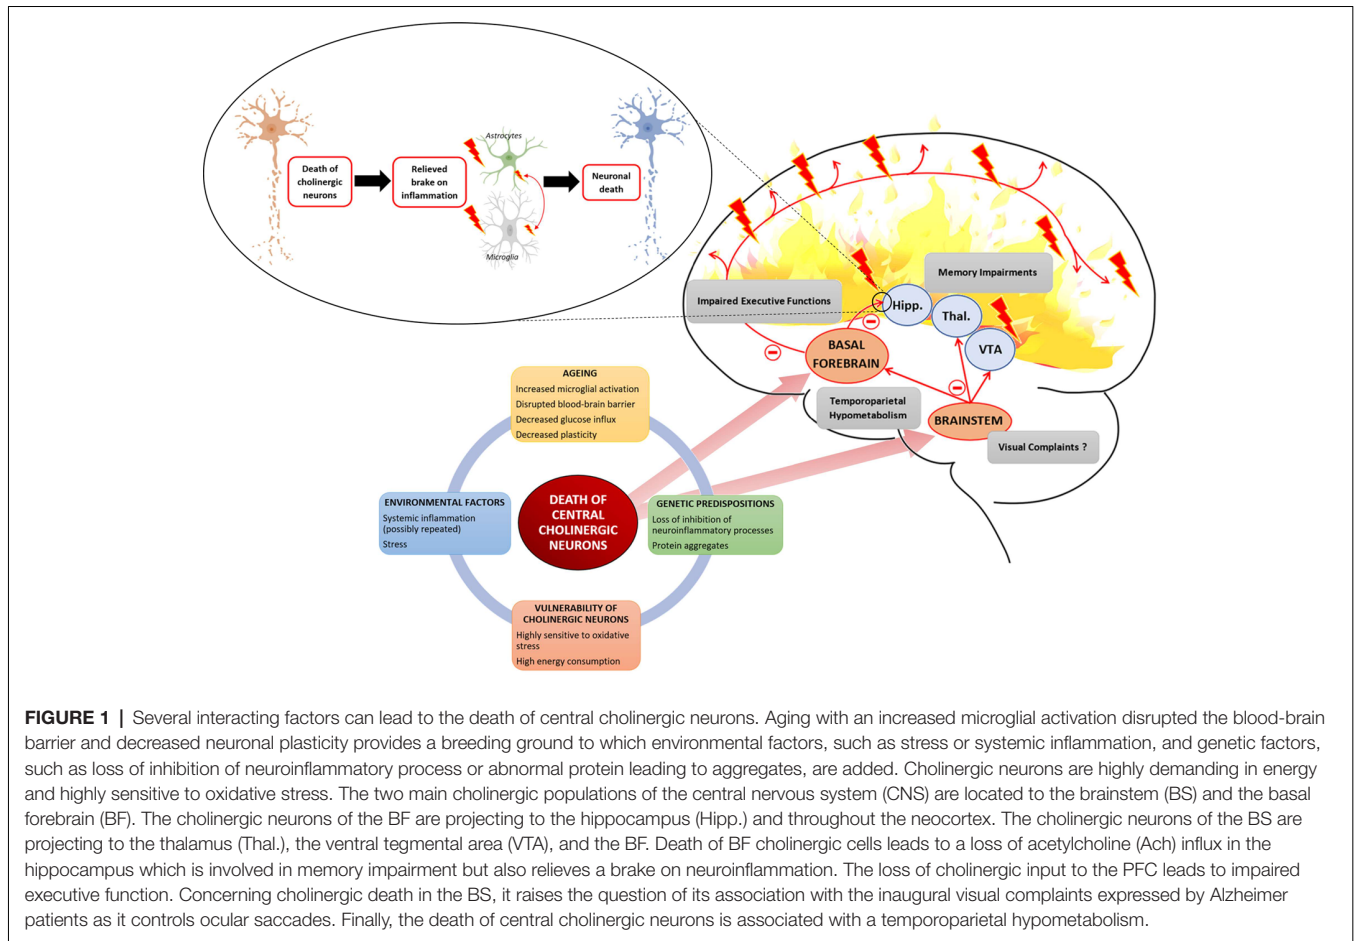 Astrocytes
Death of
cholinergic
neurons
Relieved
brake on
inflammation
Neuronal
death
Microglia
Memory Impairments
Impaired Executive Functions
Hipp.
Thal.
VTA
BASAL
FOREBRAIN
Temporoparietal
Hypometabolism
BRAINSTEM
Visual Complaints ?
AGEING
Increased microglial activation
Disrupted blood-brain barrier
Decreased glucose influx
Decreased plasticity
ENVIRONMENTAL FACTORS
Systemic inflammation
(possibly repeated)
Stress
DEATH OF
CENTRAL
CHOLINERGIC
NEURONS
GENETIC PREDISPOSITIONS
Loss of inhibition of
neuroinflammatory processes
Protein aggregates
VULNERABILITY OF
CHOLINERGIC NEURONS
Highly sensitive to oxidative
stress
High energy consumption
FIGURE 1 | Several interacting factors can lead to the death of central cholinergic neurons. Aging with an increased microglial activation disrupted the blood-brain
barrier and decreased neuronal plasticity provides a breeding ground to which environmental factors, such as stress or systemic inflammation, and genetic factors,
such as loss of inhibition of neuroinflammatory process or abnormal protein leading to aggregates, are added. Cholinergic neurons are highly demanding in energy
and highly sensitive to oxidative stress. The two main cholinergic populations of the central nervous system (CNS) are located to the brainstem (BS) and the basal
forebrain (BF). The cholinergic neurons of the BF are projecting to the hippocampus (Hipp.) and throughout the neocortex. The cholinergic neurons of the BS are
projecting to the thalamus (Thal.), the ventral tegmental area (VTA), and the BF. Death of BF cholinergic cells leads to a loss of acetylcholine (Ach) influx in the
hippocampus which is involved in memory impairment but also relieves a brake on neuroinflammation. The loss of cholinergic input to the PFC leads to impaired
executive function. Concerning cholinergic death in the BS, it raises the question of its association with the inaugural visual complaints expressed by Alzheimer
patients as it controls ocular saccades. Finally, the death of central cholinergic neurons is associated with a temporoparietal hypometabolism.